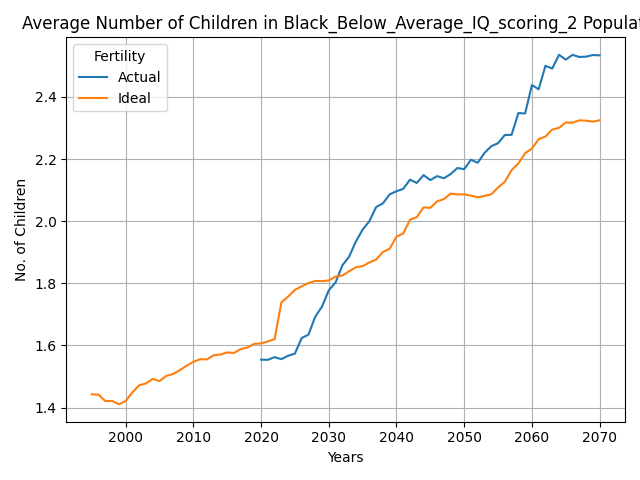 Average Number of Children in Black_Below_Average_IQ_scoring_2 Populat
Fertility
Actual
Ideal
2.4
2.2
2.0
1.8
1.6
1.4
No. of Children
2000 2010 2020 2030 2040 2050 2060 2070
Years